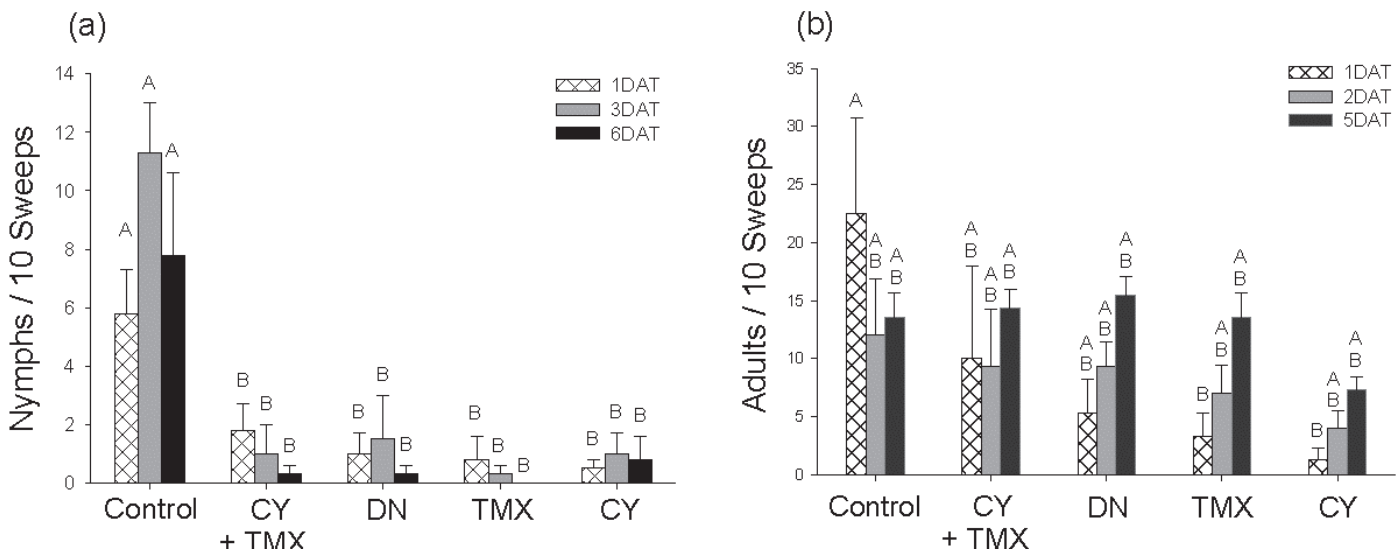 (a)
Nymphs / 10 Sweeps
14
12
10
8
6
4
2
0
1DAT
3DAT
6DAT
A
A
A
B
B
B
B
B
B
B
B
B
B
B
B
Control
CY
+ TMX
DN
TMX
CY
(b)
Adults / 10 Sweeps
35
30
25
20
15
10
5
0
1DAT
2DAT
5DAT
A
A
B
A
B
A
B
A
B
A
B
A
B
A
B
A
B
B
A
B
A
B
B
A
B
A
B
Control
CY
+ TMX
DN
TMX
CY